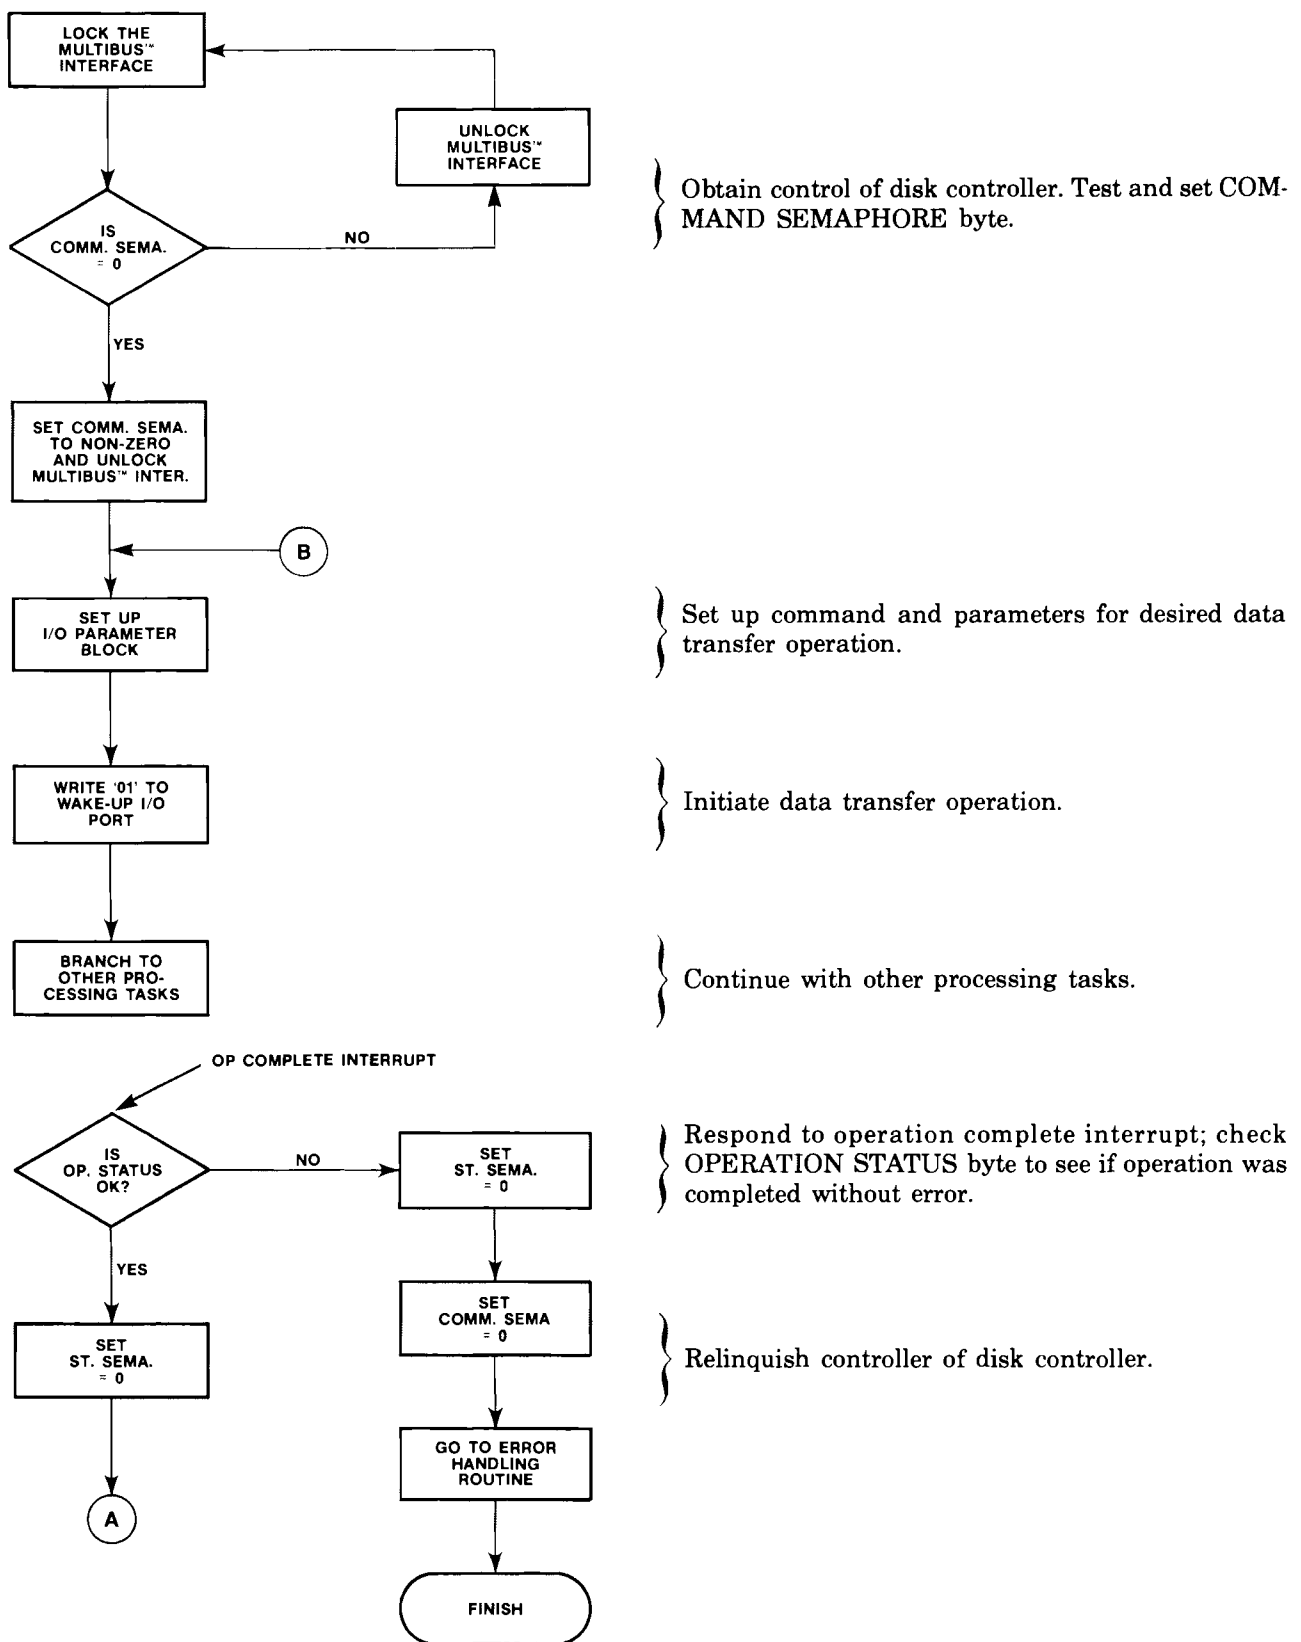 LOCK THE
MULTIBUS™
INTERFACE
UNLOCK
MULTIBUS™
INTERFACE
Obtain control of disk controller. Test and set COM-
MAND SEMAPHORE byte.
IS
COMM. SEMA.
= 0
NO
YES
SET COMM. SEMA.
TO NON-ZERO
AND UNLOCK
MULTIBUS™ INTER.
B
SET UP
I/O PARAMETER
BLOCK
Set up command and parameters for desired data
transfer operation.
WRITE '01' TO
WAKE-UP I/O
PORT
Initiate data transfer operation.
BRANCH TO
OTHER PRO-
CESSING TASKS
Continue with other processing tasks.
OP COMPLETE INTERRUPT
IS
OP. STATUS
OK?
NO
SET
ST. SEMA.
= 0
Respond to operation complete interrupt; check
OPERATION STATUS byte to see if operation was
completed without error.
YES
SET
COMM. SEMA
= 0
SET
ST. SEMA.
= 0
Relinquish controller of disk controller.
GO TO ERROR
HANDLING
ROUTINE
A
FINISH